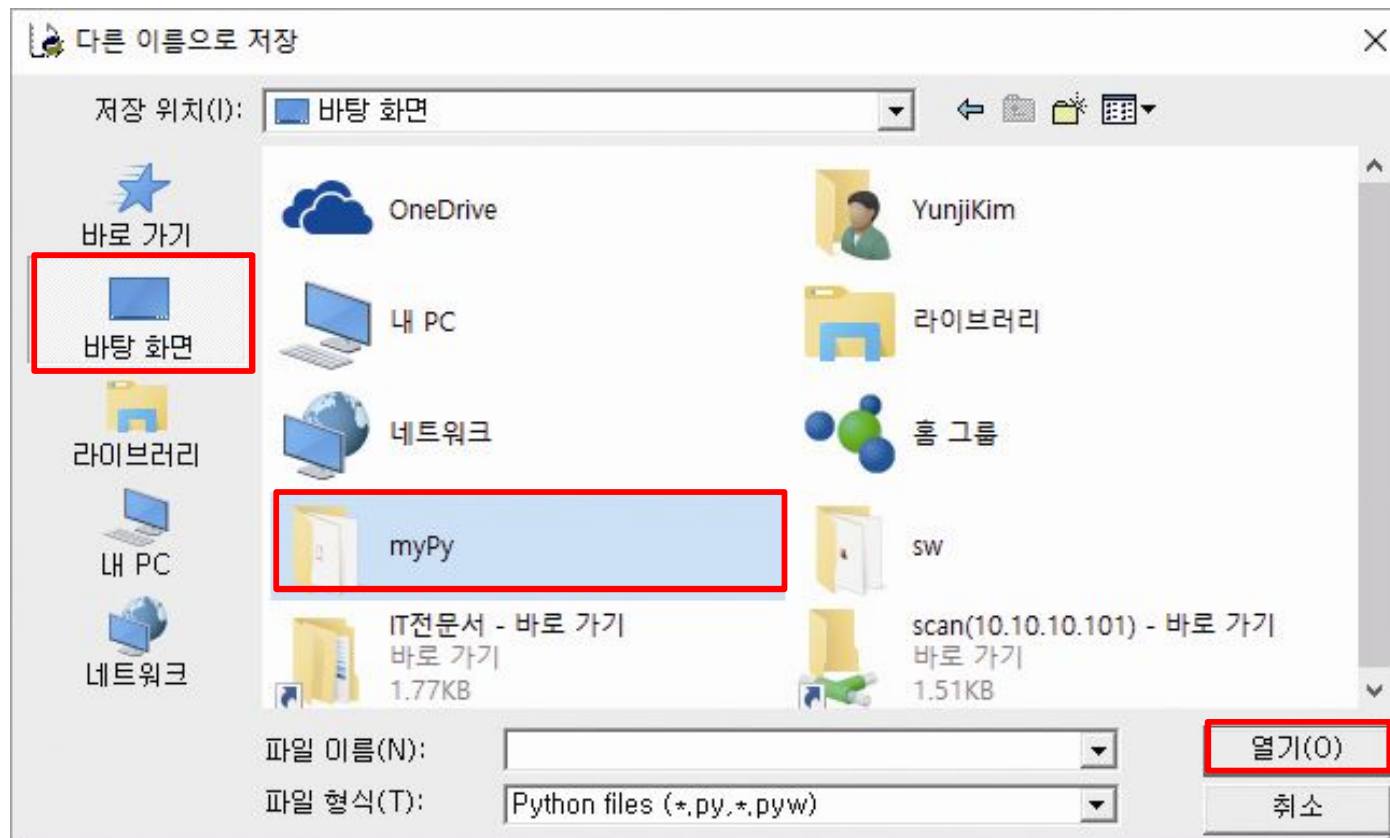 다른 이름으로 저장
저장 위치(I):
바탕 화면
바로 가기
바탕 화면
라이브러리
내 PC
네트워크
OneDrive
YunjiKim
내 PC
라이브러리
네트워크
홈 그룹
myPy
sw
IT전문서 - 바로 가기
바로 가기
1.77KB
scan(10.10.10.101) - 바로 가기
바로 가기
1.51KB
파일 이름(N):
열기(O)
파일 형식(T):
Python files (*.py,*.pyw)
취소